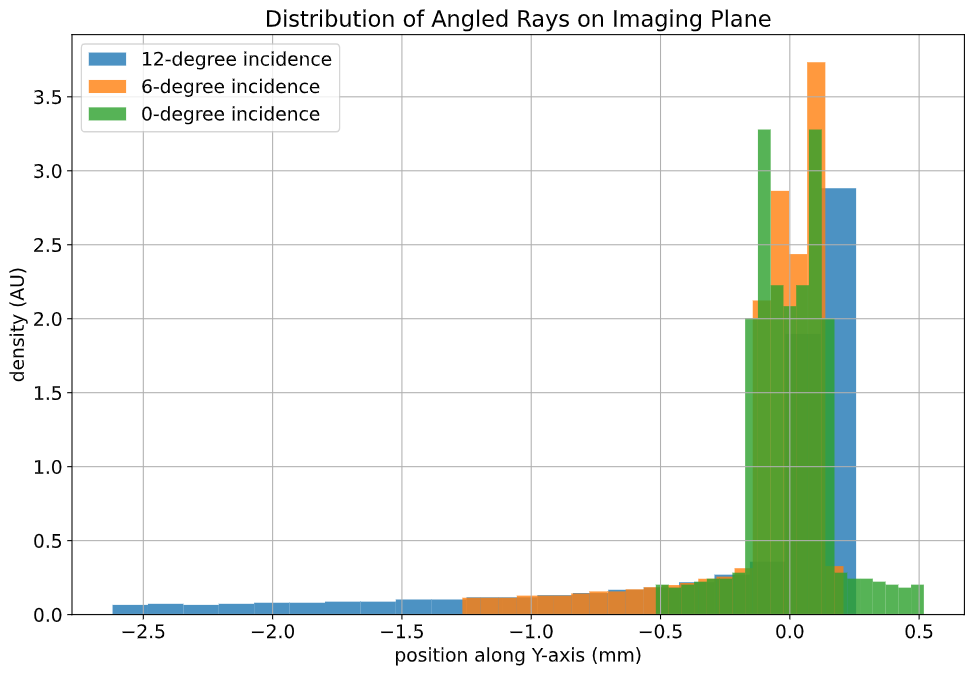 Distribution of Angled Rays on Imaging Plane
12-degree incidence
6-degree incidence
0-degree incidence
density (AU)
3.5
3.0
2.5
2.0
1.5
1.0
0.5
0.0
−2.5 −2.0 −1.5 −1.0 −0.5 0.0 0.5
position along Y-axis (mm)